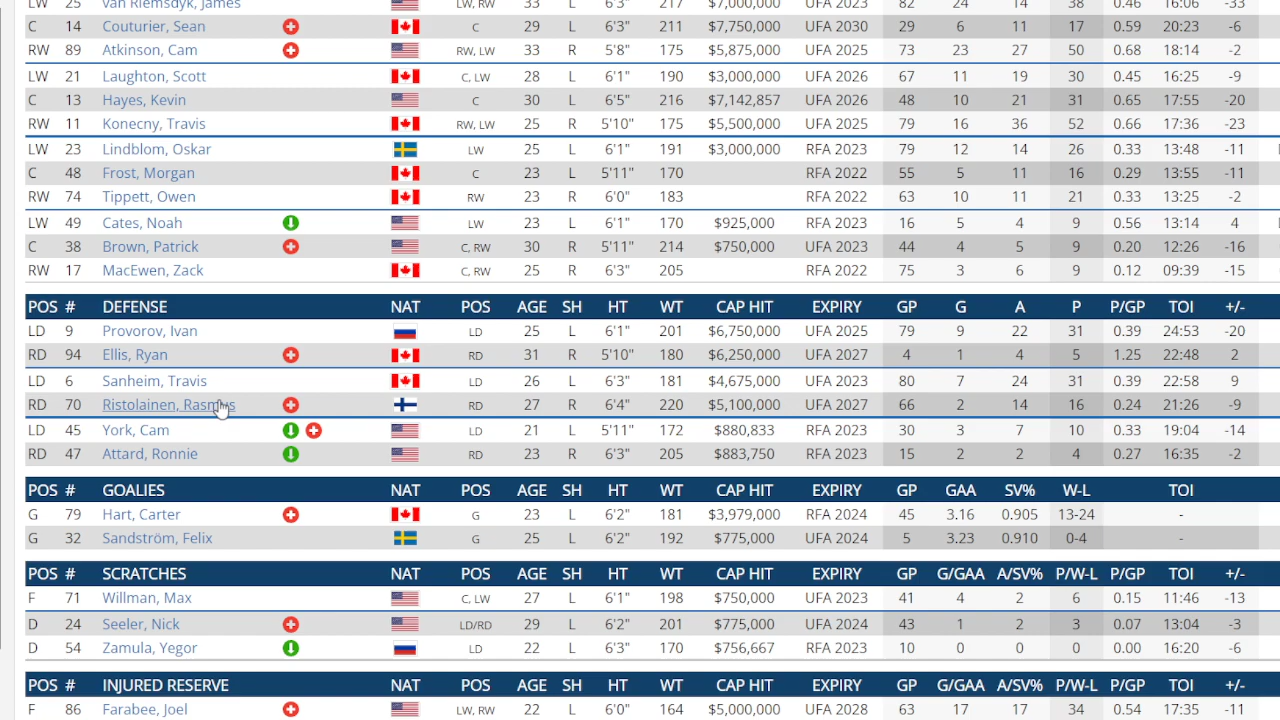 LW 25 van Riemsdyk, James LW, RW 33 L 6'3" 217 $7,000,000 UFA 2023 82 24 14 38 0.46 16:06 -33
C 14 Couturier, Sean C 29 L 6'3" 211 $7,750,000 UFA 2030 29 6 11 17 0.59 20:23 -6
RW 89 Atkinson, Cam RW, LW 33 R 5'8" 175 $5,875,000 UFA 2025 73 23 27 50 0.68 18:14 -2
LW 21 Laughton, Scott C, LW 28 L 6'1" 190 $3,000,000 UFA 2026 67 11 19 30 0.45 16:25 -9
C 13 Hayes, Kevin C 30 L 6'5" 216 $7,142,857 UFA 2026 48 10 21 31 0.65 17:55 -20
RW 11 Konecny, Travis RW, LW 25 R 5'10" 175 $5,500,000 UFA 2025 79 16 36 52 0.66 17:36 -23
LW 23 Lindblom, Oskar LW 25 L 6'1" 191 $3,000,000 RFA 2023 79 12 14 26 0.33 13:48 -11
C 48 Frost, Morgan C 23 L 5'11" 170 RFA 2022 55 5 11 16 0.29 13:55 -11
RW 74 Tippett, Owen RW 23 R 6'0" 183 RFA 2022 63 10 11 21 0.33 13:25 -2
LW 49 Cates, Noah LW 23 L 6'1" 170 $925,000 RFA 2023 16 5 4 9 0.56 13:14 4
C 38 Brown, Patrick C, RW 30 R 5'11" 214 $750,000 UFA 2023 44 4 5 9 0.20 12:26 -16
RW 17 MacEwen, Zack C, RW 25 R 6'3" 205 RFA 2022 75 3 6 9 0.12 09:39 -15
POS # DEFENSE NAT POS AGE SH HT WT CAP HIT EXPIRY GP G A P P/GP TOI +/-
LD 9 Provorov, Ivan LD 25 L 6'1" 201 $6,750,000 UFA 2025 79 9 22 31 0.39 24:53 -20
RD 94 Ellis, Ryan RD 31 R 5'10" 180 $6,250,000 UFA 2027 4 1 4 5 1.25 22:48 2
LD 6 Sanheim, Travis LD 26 L 6'3" 181 $4,675,000 UFA 2023 80 7 24 31 0.39 22:58 9
RD 70 Ristolainen, Rasmus RD 27 R 6'4" 220 $5,100,000 UFA 2027 66 2 14 16 0.24 21:26 -9
LD 45 York, Cam LD 21 L 5'11" 172 $880,833 RFA 2023 30 3 7 10 0.33 19:04 -14
RD 47 Attard, Ronnie RD 23 R 6'3" 205 $883,750 RFA 2023 15 2 2 4 0.27 16:35 -2
POS # GOALIES NAT POS AGE SH HT WT CAP HIT EXPIRY GP GAA SV% W-L TOI
G 79 Hart, Carter G 23 L 6'2" 181 $3,979,000 RFA 2024 45 3.16 0.905 13-24 -
G 32 Sandström, Felix G 25 L 6'2" 192 $775,000 UFA 2024 5 3.23 0.910 0-4 -
POS # SCRATCHES NAT POS AGE SH HT WT CAP HIT EXPIRY GP G/GAA A/SV% P/W-L P/GP TOI +/-
F 71 Willman, Max C, LW 27 L 6'1" 198 $750,000 UFA 2023 41 4 2 6 0.15 11:46 -13
D 24 Seeler, Nick LD/RD 29 L 6'2" 201 $775,000 UFA 2024 43 1 2 3 0.07 13:04 -3
D 54 Zamula, Yegor LD 22 L 6'3" 170 $756,667 RFA 2023 10 0 0 0 0.00 16:20 -6
POS # INJURED RESERVE NAT POS AGE SH HT WT CAP HIT EXPIRY GP G/GAA A/SV% P/W-L P/GP TOI +/-
F 86 Farabee, Joel LW, RW 22 L 6'0" 164 $5,000,000 UFA 2028 63 17 17 34 0.54 17:35 -11